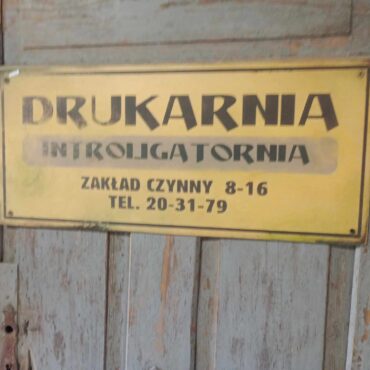 DRUKARNIA
INTROLIGATORNIA
ZAKŁAD CZYNNY 8-16
TEL. 20-31-79